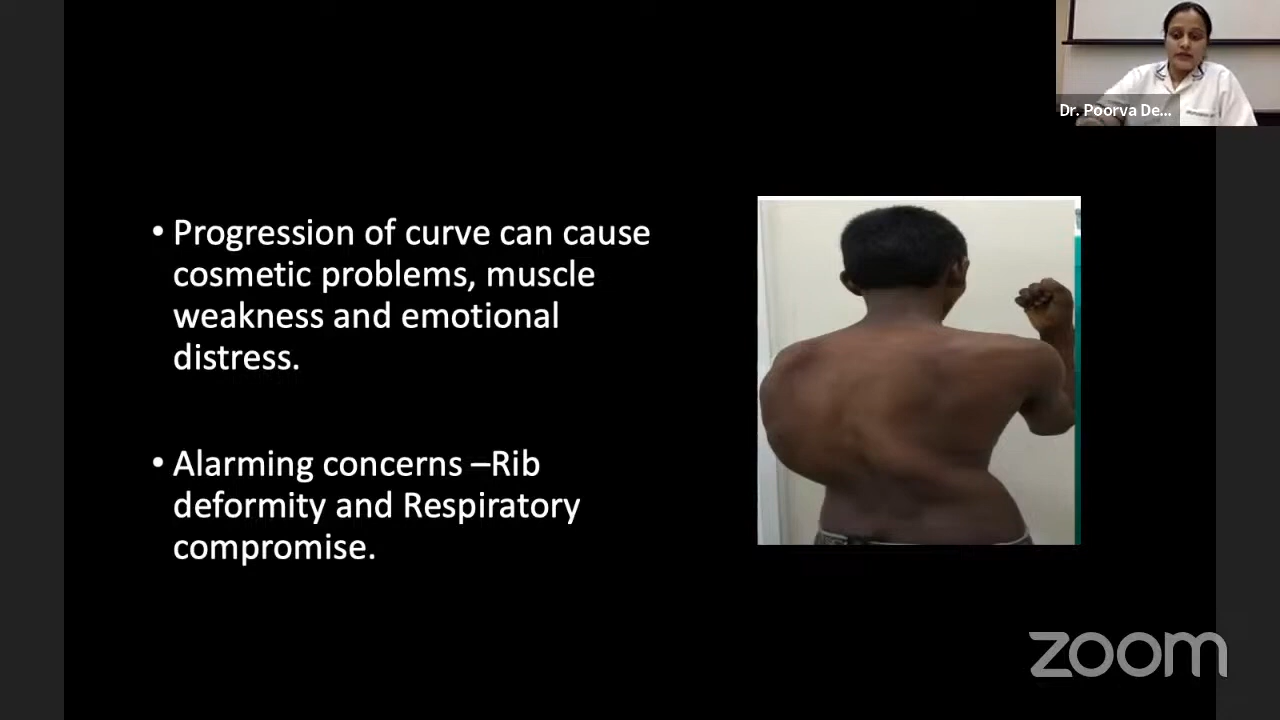 Dr. Poorva De...
• Progression of curve can cause
cosmetic problems, muscle
weakness and emotional
distress.
• Alarming concerns –Rib
deformity and Respiratory
compromise.
zoom